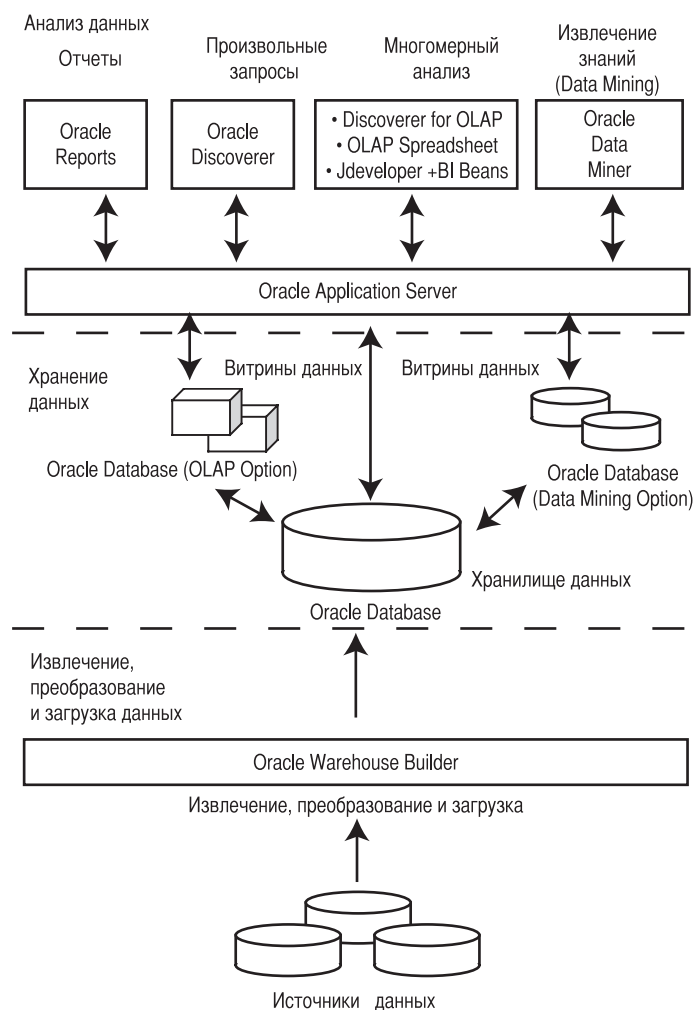 Анализ данных
Отчеты
Произвольные
запросы
Многомерный
анализ
Извлечение
знаний
(Data Mining)
Oracle
Reports
Oracle
Discoverer
• Discoverer for OLAP
• OLAP Spreadsheet
• Jdeveloper +BI Beans
Oracle
Data
Miner
Oracle Application Server
Хранение
данных
Витрины данных
Витрины данных
Oracle Database (OLAP Option)
Oracle Database
(Data Mining Option)
Хранилище данных
Oracle Database
Извлечение,
преобразование
и загрузка данных
Oracle Warehouse Builder
Извлечение, преобразование и загрузка
Источники данных